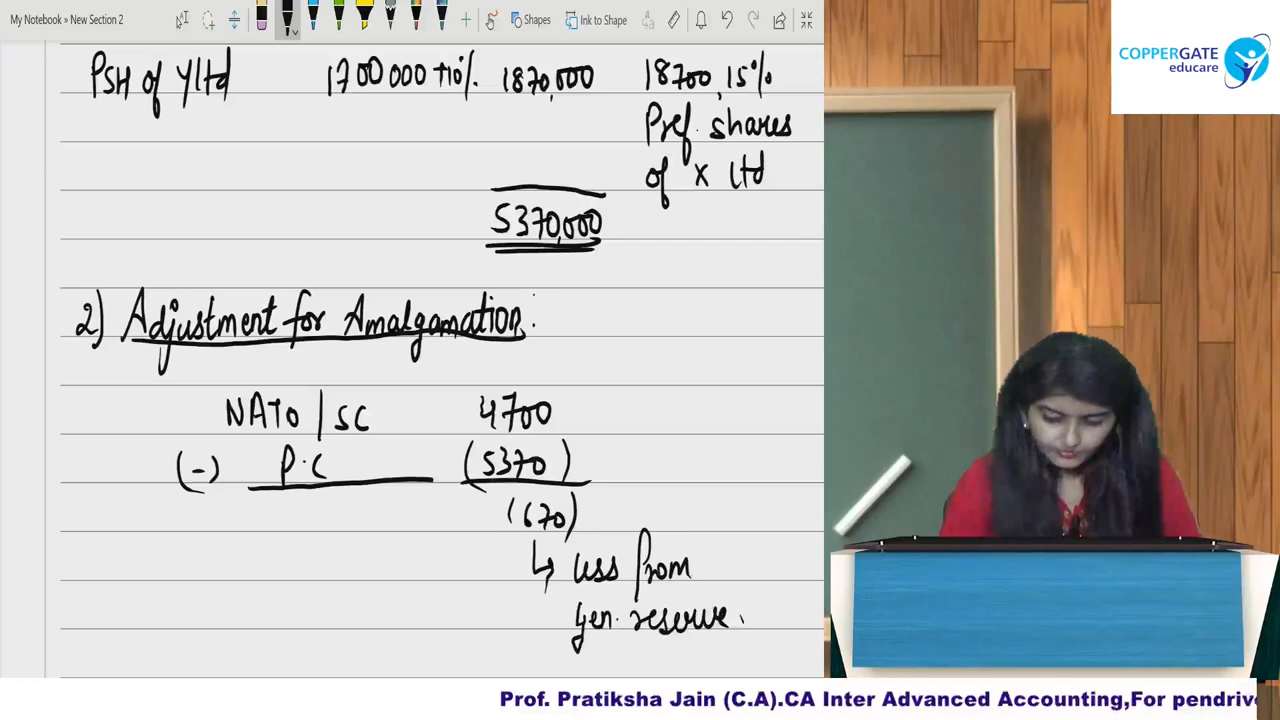 My Notebook » New Section 2
Shapes
Ink to Shape
COPPERGATE
educare
PSH of Y Ltd 1700000 +10% 1870,000 18700, 15%
Pref. shares
of X Ltd
5370,000
2) Adjustment for Amalgamation:
NATO / SC 4700
(-) P.C (5370)
(670)
↳ Less from
Gen. reserve.
Prof. Pratiksha Jain (C.A).CA Inter Advanced Accounting,For pendriv